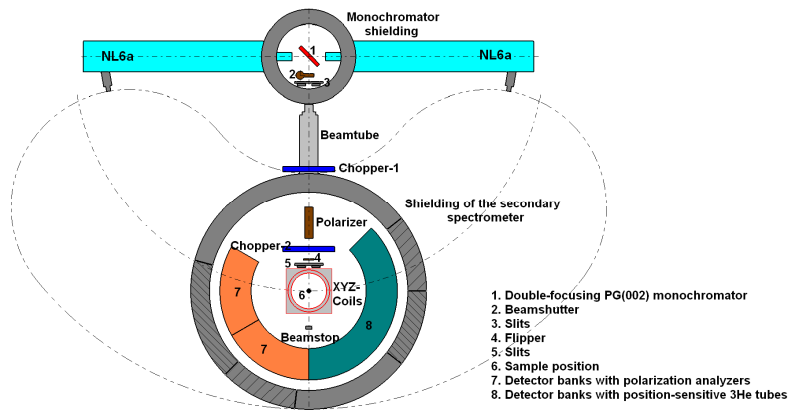 Monochromator
shielding
NL6a
1
NL6a
2
3
Beamtube
Chopper-1
Shielding of the secondary
spectrometer
Polarizer
Chopper-2
4
5
XYZ-
Coils
6
7
8
Beamstop
7
1. Double-focusing PG(002) monochromator
2. Beamshutter
3. Slits
4. Flipper
5. Slits
6. Sample position
7. Detector banks with polarization analyzers
8. Detector banks with position-sensitive 3He tubes